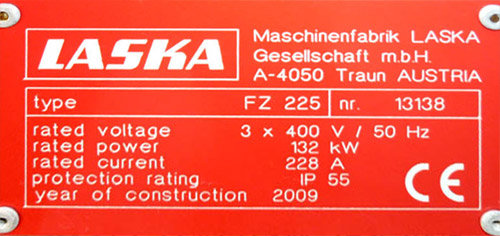 LASKA
Maschinenfabrik LASKA
Gesellschaft m.b.H.
A-4050 Traun AUSTRIA
type FZ 225 nr. 13138
rated voltage 3 x 400 V / 50 Hz
rated power 132 kW
rated current 228 A
protection rating IP 55
year of construction 2009
CE